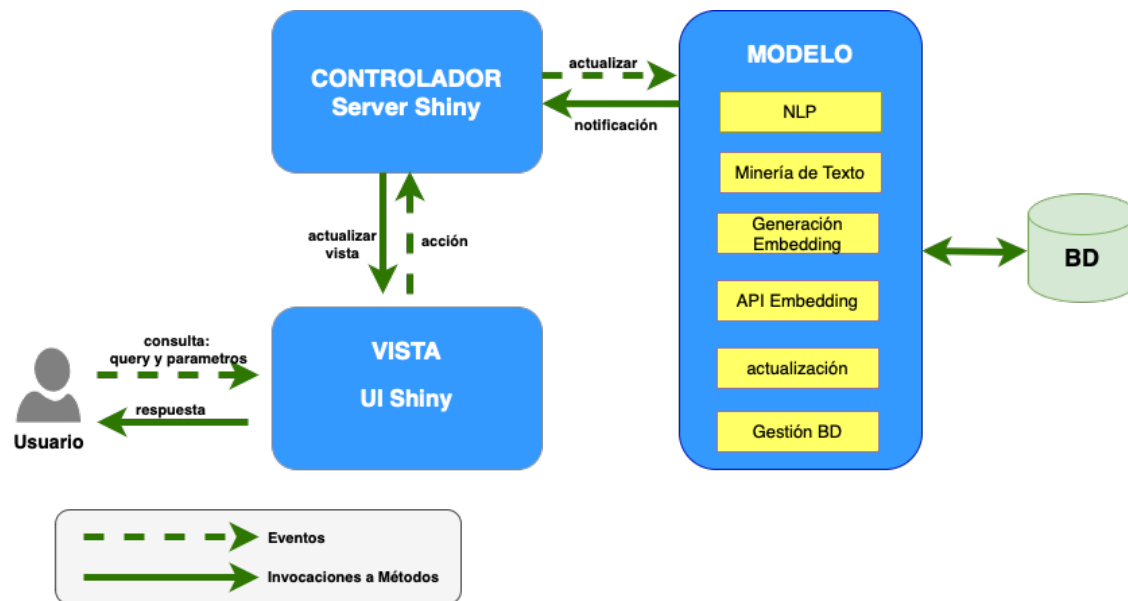 CONTROLADOR
Server Shiny
actualizar
notificación
MODELO
NLP
Minería de Texto
Generación
Embedding
API Embedding
actualización
Gestión BD
BD
actualizar
vista
acción
VISTA
UI Shiny
consulta:
query y parametros
respuesta
Usuario
Eventos
Invocaciones a Métodos